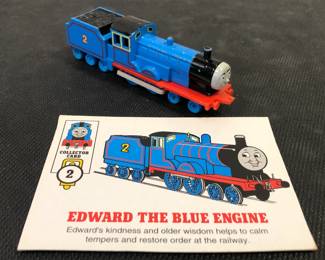 2
COLLECTOR
CARD
2
2
EDWARD THE BLUE ENGINE
Edward's kindness and older wisdom helps to calm
tempers and restore order at the railway.